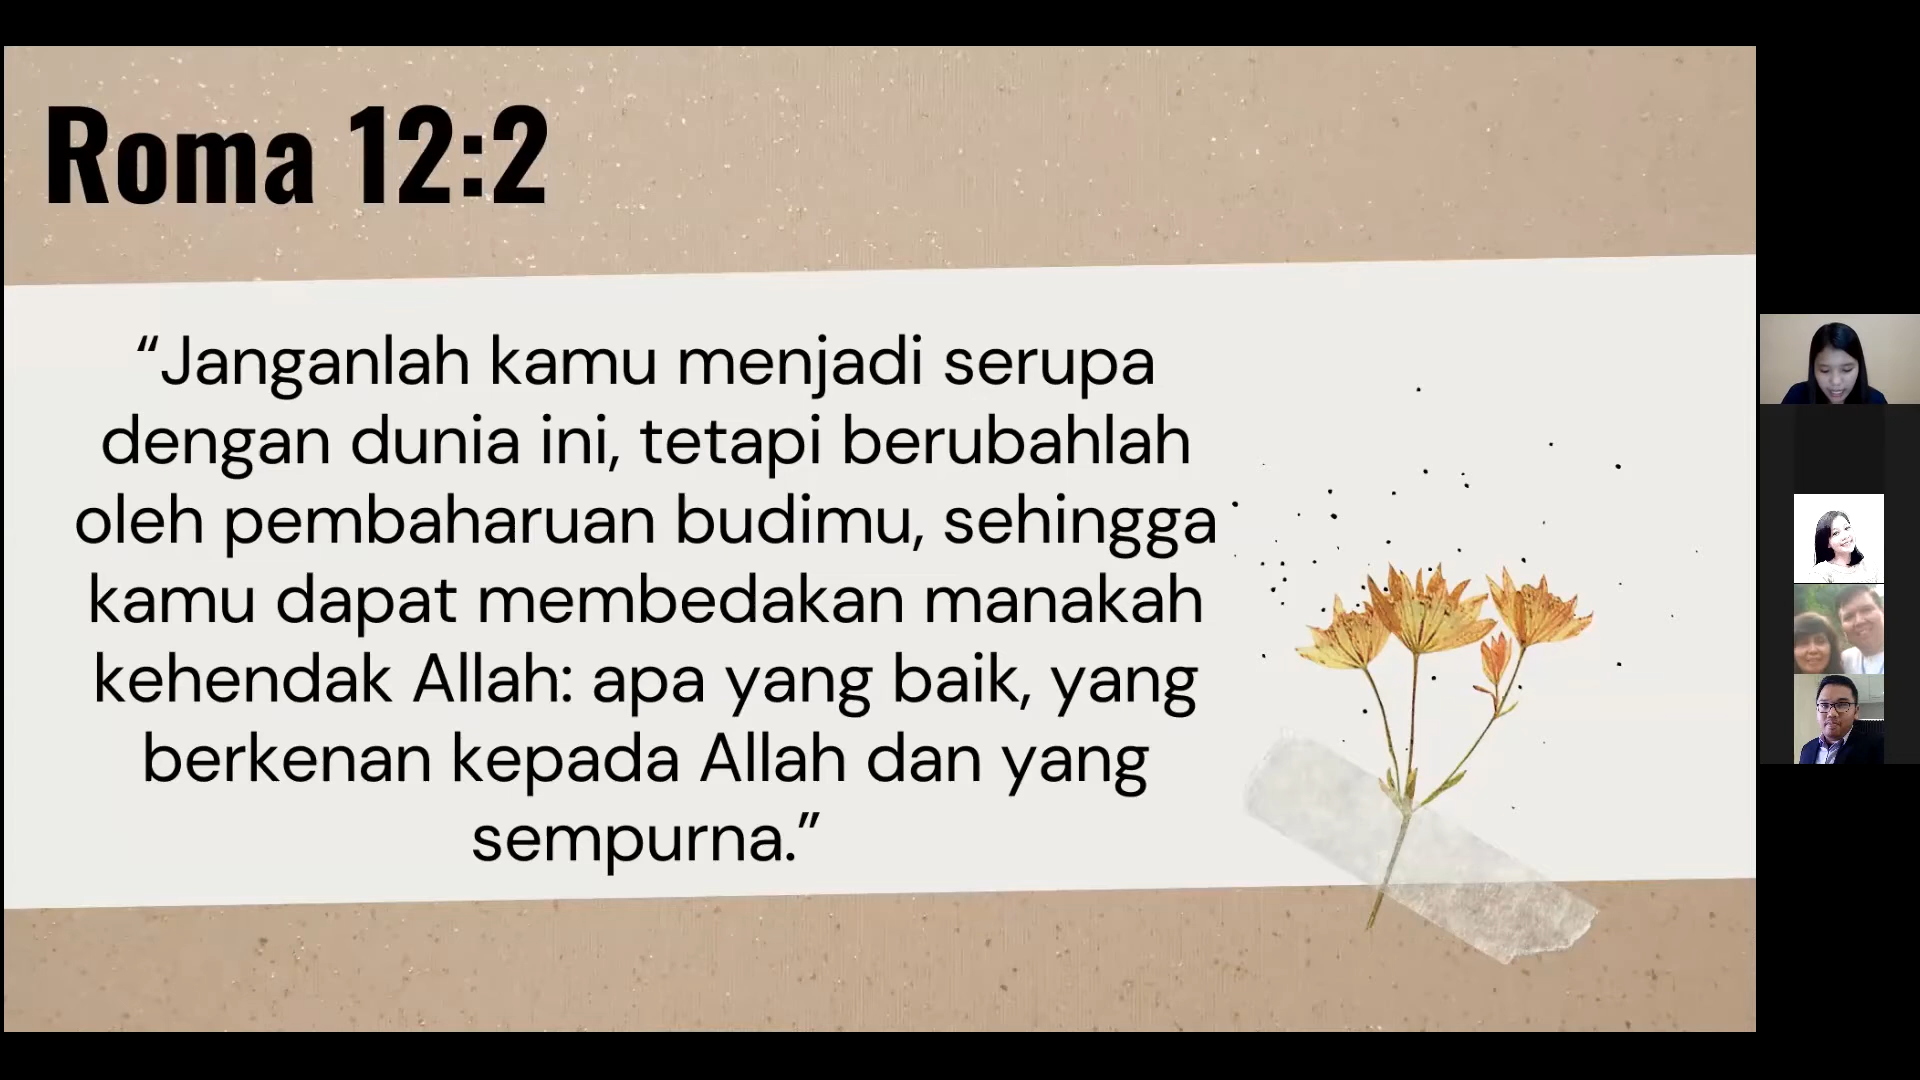 Roma 12:2
“Janganlah kamu menjadi serupa
dengan dunia ini, tetapi berubahlah
oleh pembaharuan budimu, sehingga
kamu dapat membedakan manakah
kehendak Allah: apa yang baik, yang
berkenan kepada Allah dan yang
sempurna.”